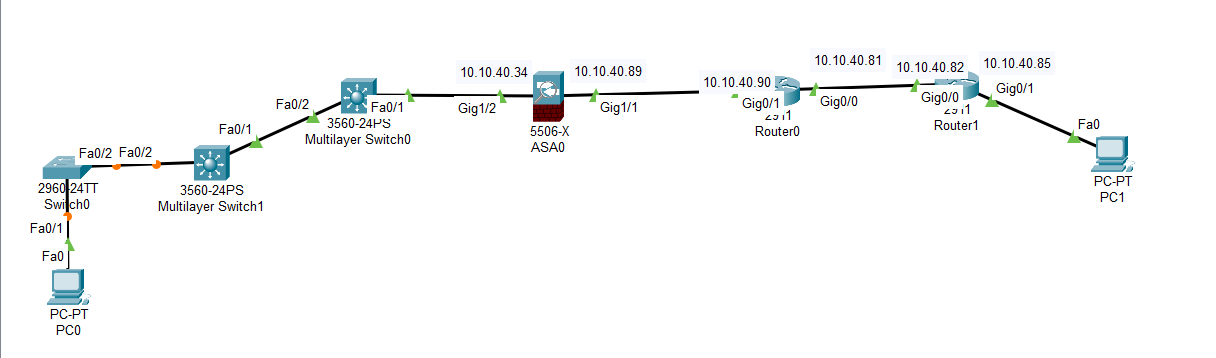 10.10.40.34
10.10.40.89
10.10.40.90
10.10.40.81
10.10.40.82
10.10.40.85
Fa0/2
Fa0/1
Gig1/2
Gig1/1
Gig0/1
Gig0/0
Gig0/0
Gig0/1
3560-24PS
Multilayer Switch0
5506-X
ASA0
2911
Router0
2911
Router1
Fa0
PC-PT
PC1
Fa0/1
Fa0/2
Fa0/2
2960-24TT
Switch0
3560-24PS
Multilayer Switch1
Fa0/1
Fa0
PC-PT
PC0